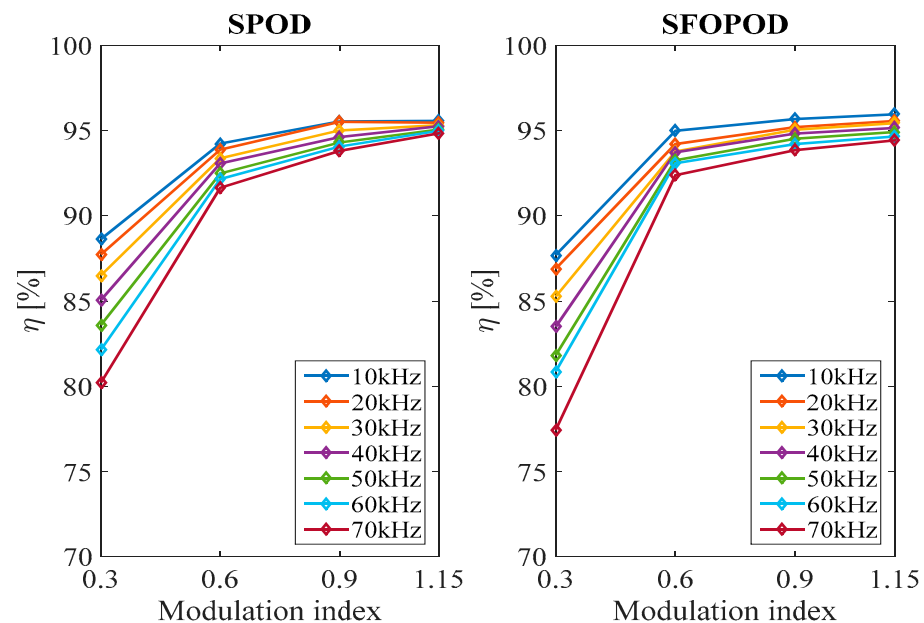 SPOD
100
95
90
85
80
75
70
η [%]
10kHz
20kHz
30kHz
40kHz
50kHz
60kHz
70kHz
0.3 0.6 0.9 1.15
Modulation index
SFOPOD
100
95
90
85
80
75
70
η [%]
10kHz
20kHz
30kHz
40kHz
50kHz
60kHz
70kHz
0.3 0.6 0.9 1.15
Modulation index